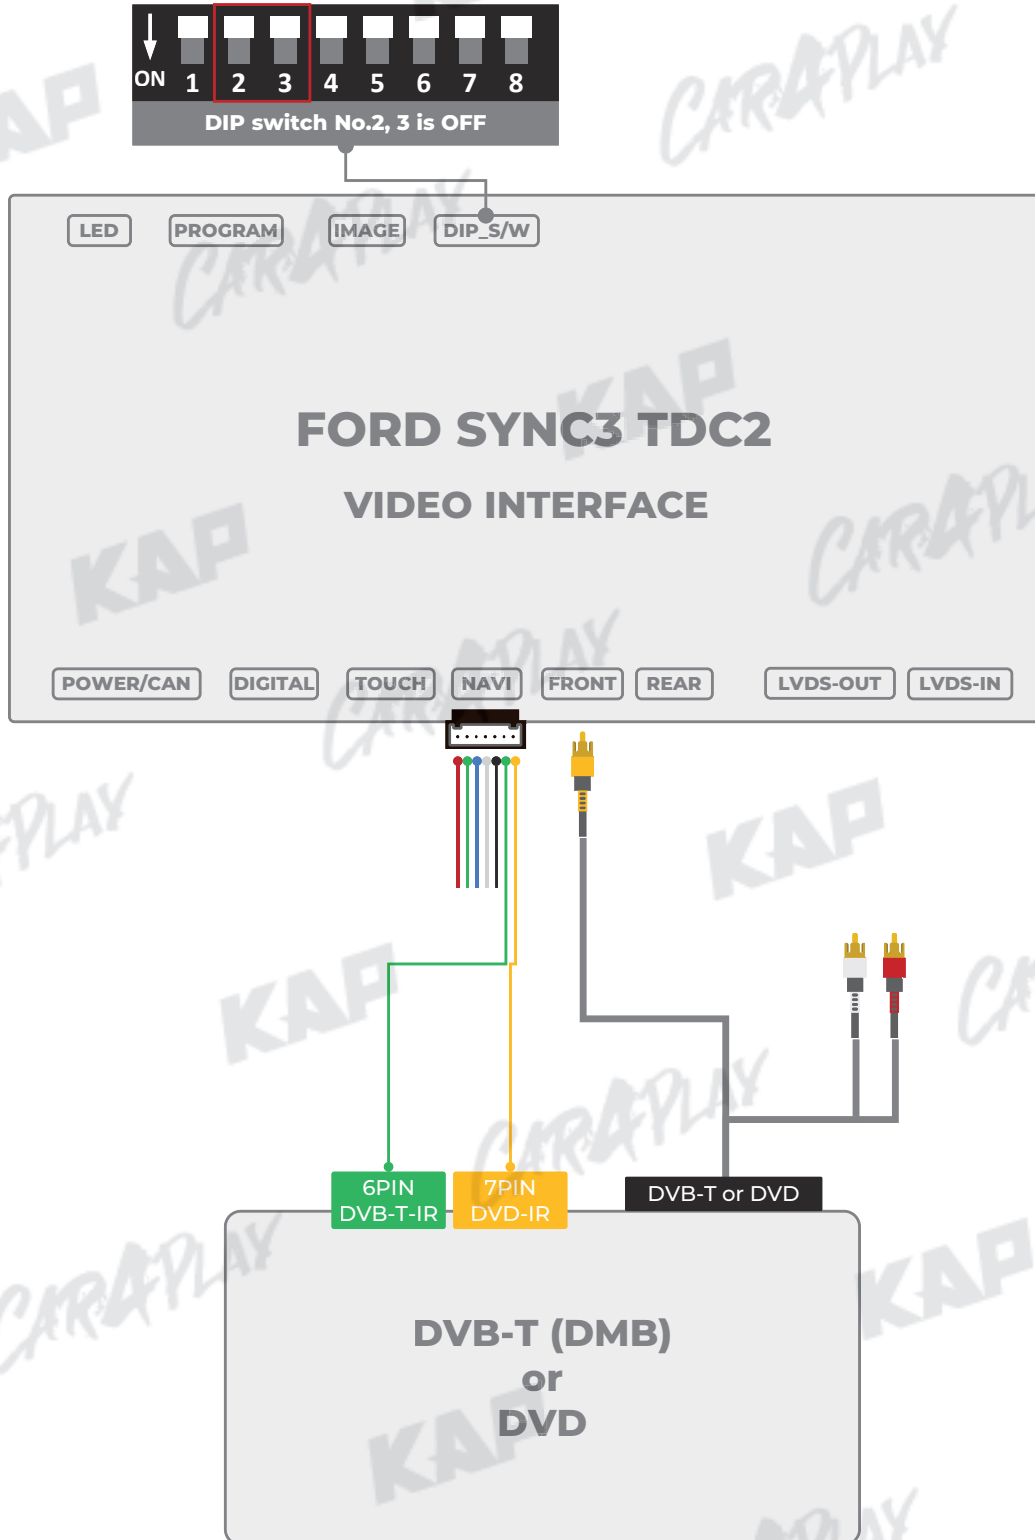 ON 1 2 3 4 5 6 7 8
DIP switch No.2, 3 is OFF
LED PROGRAM IMAGE DIP_S/W
FORD SYNC3 TDC2
VIDEO INTERFACE
POWER/CAN DIGITAL TOUCH NAVI FRONT REAR LVDS-OUT LVDS-IN
6PIN
DVB-T-IR
7PIN
DVD-IR
DVB-T or DVD
DVB-T (DMB)
or
DVD
KAP
CAR4PLAY